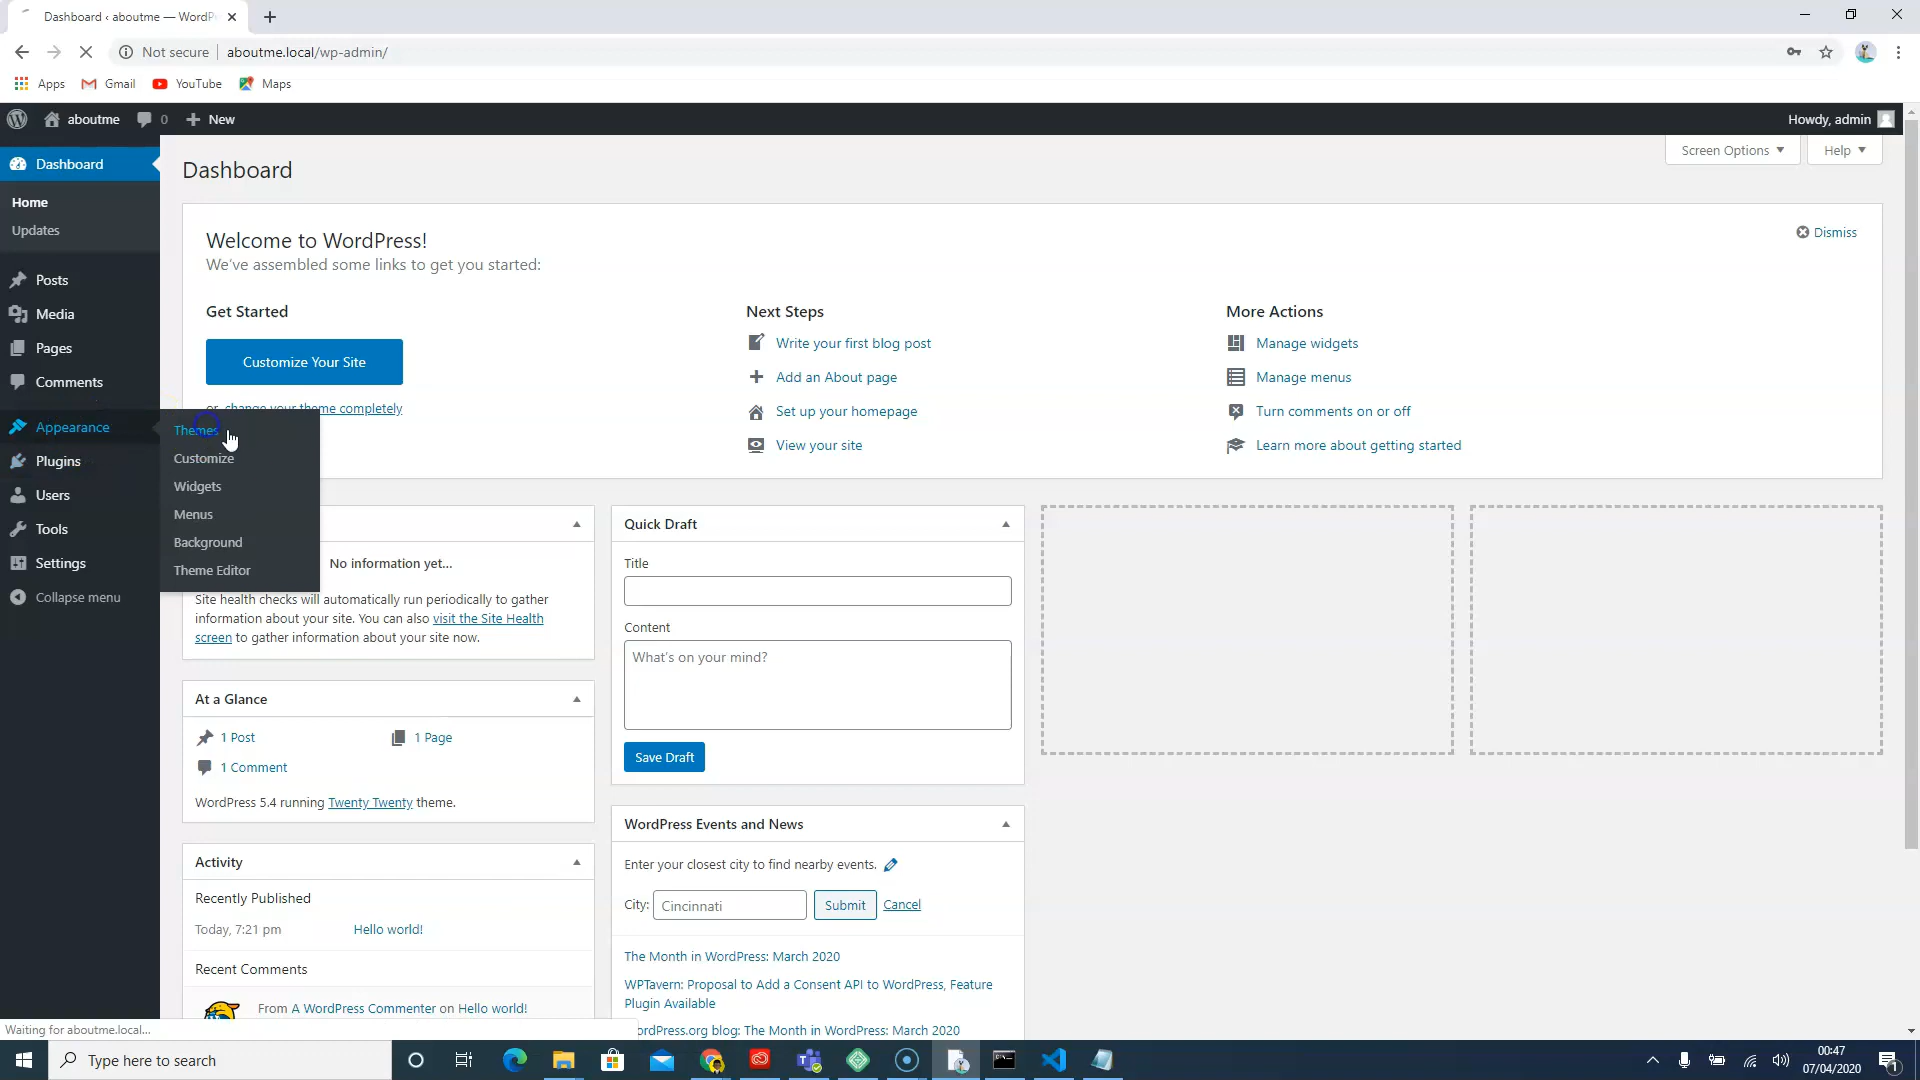 Dashboard ‹ aboutme — WordP
Not secure | aboutme.local/wp-admin/
Apps Gmail YouTube Maps
aboutme 0 New Howdy, admin
Dashboard
Screen Options Help
Dashboard
Home
Updates
Posts
Media
Pages
Comments
Appearance
Plugins
Users
Tools
Settings
Collapse menu
Themes
Customize
Widgets
Menus
Background
Theme Editor
Welcome to WordPress!
Dismiss
We've assembled some links to get you started:
Get Started
Customize Your Site
or, change your theme completely
Next Steps
Write your first blog post
Add an About page
Set up your homepage
View your site
More Actions
Manage widgets
Manage menus
Turn comments on or off
Learn more about getting started
No information yet...
Site health checks will automatically run periodically to gather
information about your site. You can also visit the Site Health
screen to gather information about your site now.
At a Glance
1 Post 1 Page
1 Comment
WordPress 5.4 running Twenty Twenty theme.
Activity
Recently Published
Today, 7:21 pm Hello world!
Recent Comments
From A WordPress Commenter on Hello world!
Quick Draft
Title
Content
What's on your mind?
Save Draft
WordPress Events and News
Enter your closest city to find nearby events.
City: Cincinnati Submit Cancel
The Month in WordPress: March 2020
WPTavern: Proposal to Add a Consent API to WordPress, Feature
Plugin Available
ordPress.org blog: The Month in WordPress: March 2020
Waiting for aboutme.local...
Type here to search
00:47
07/04/2020
1